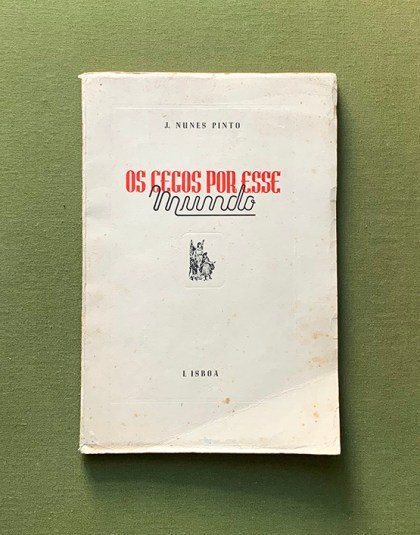 J. NUNES PINTO
OS CEGOS POR ESSE
mundo
LISBOA